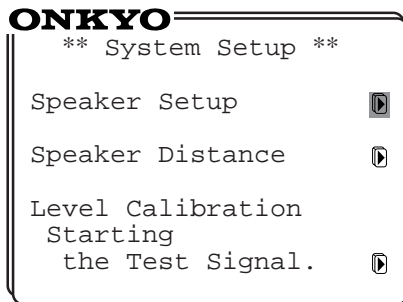 ONKYO
** System Setup **
Speaker Setup
Speaker Distance
Level Calibration
Starting
the Test Signal.